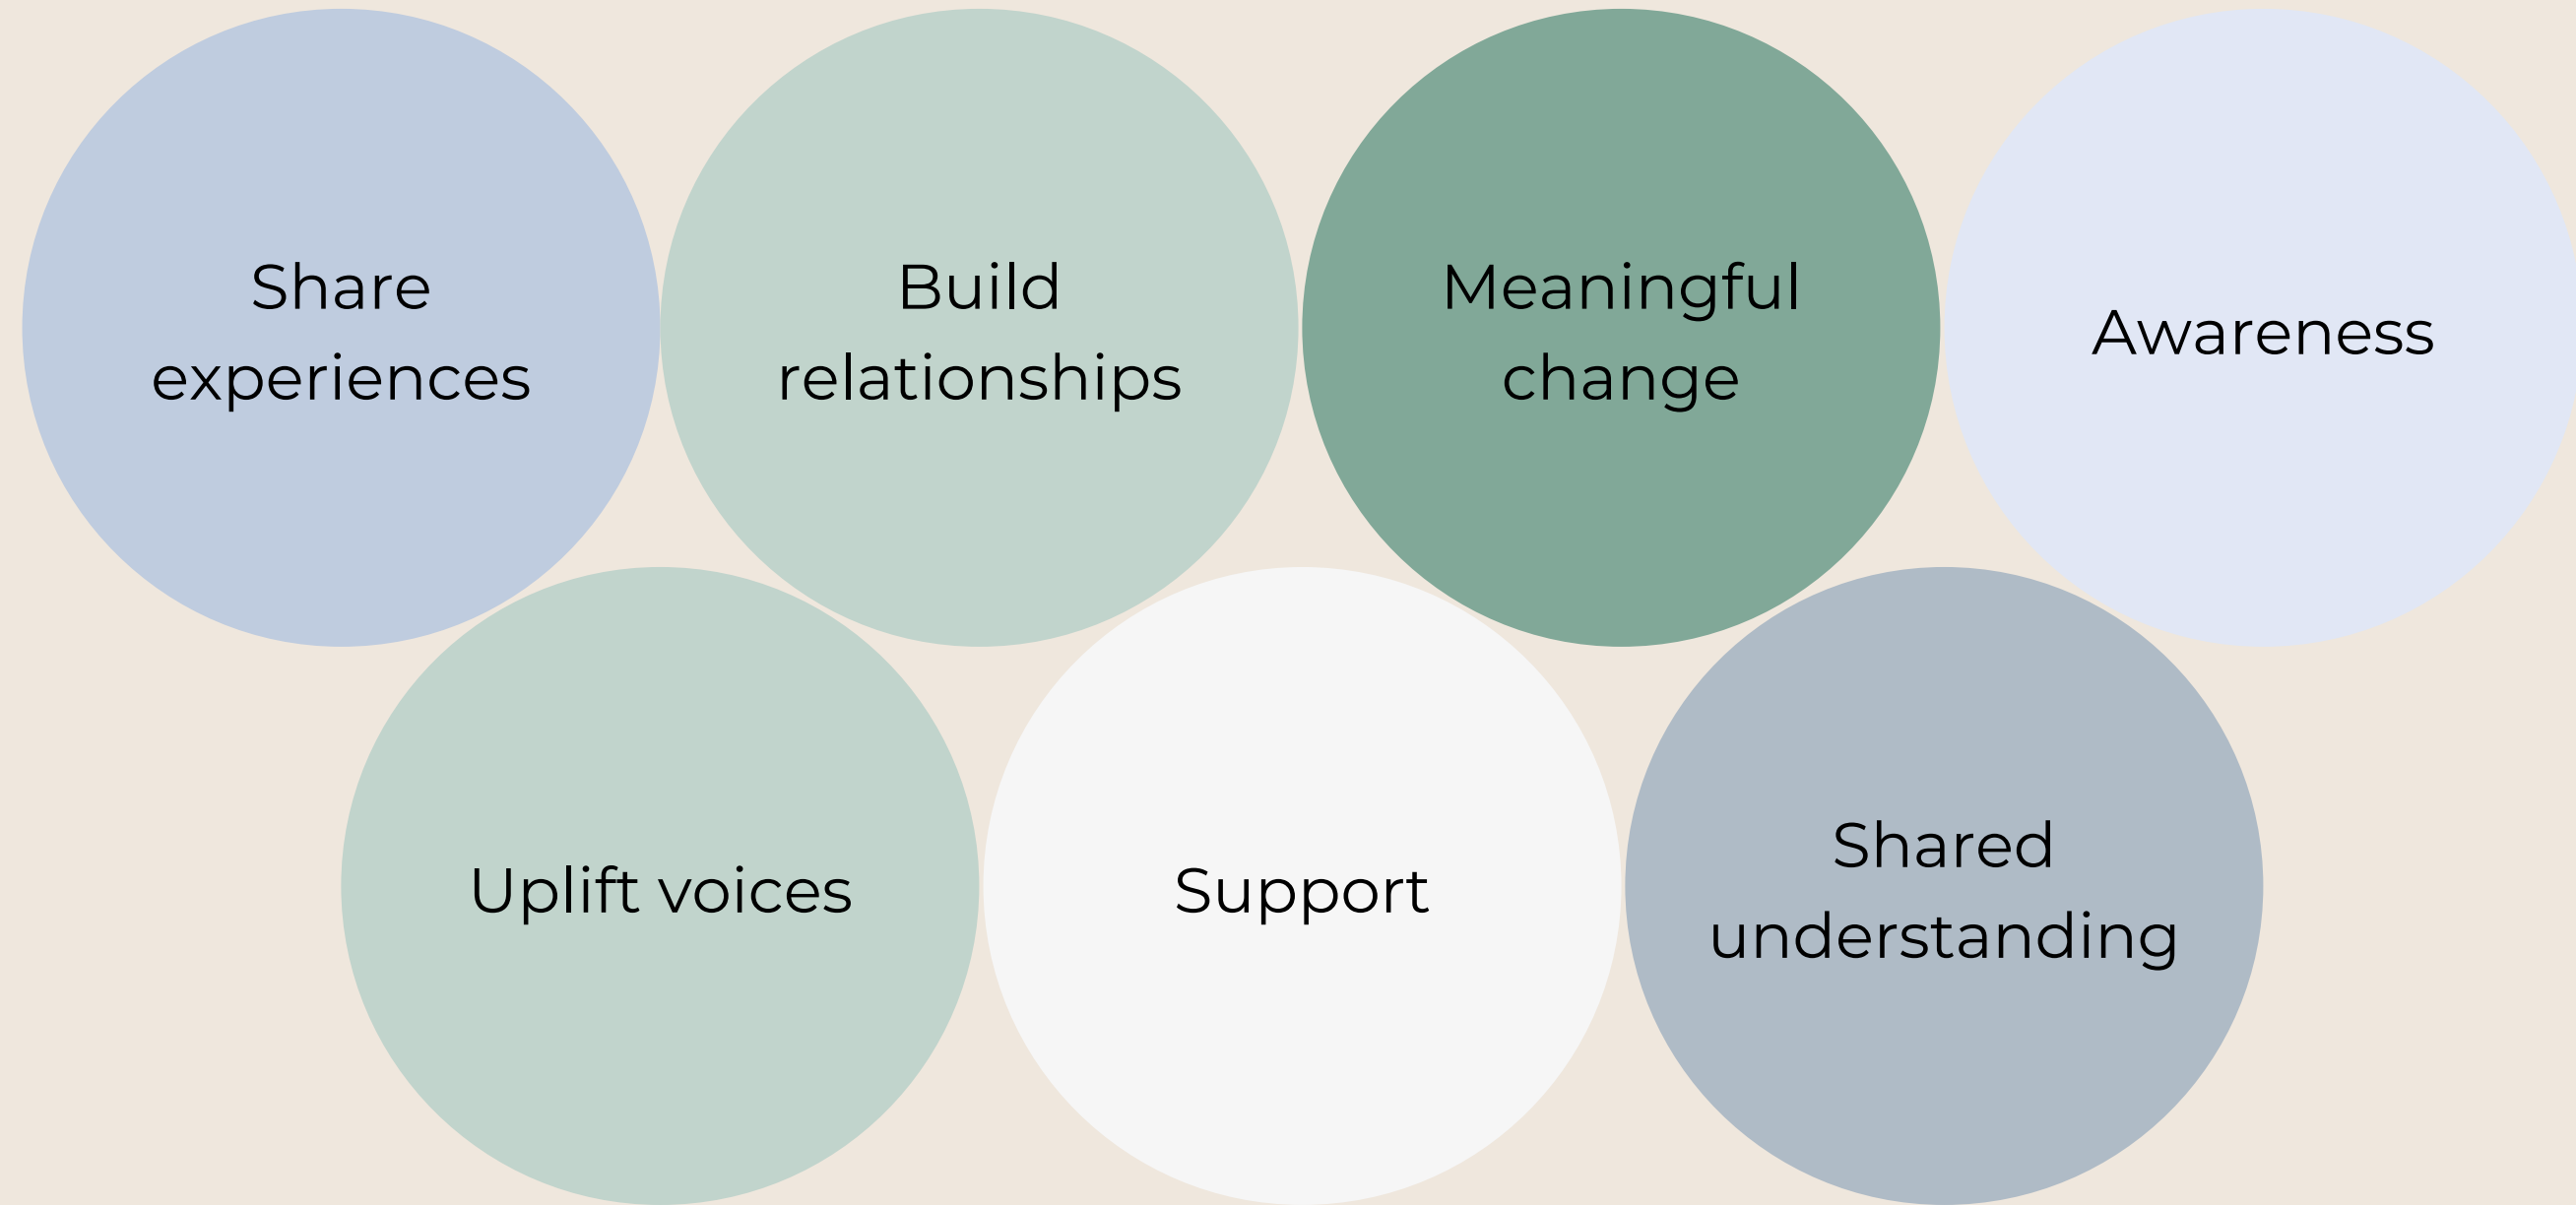 Share
experiences
Build
relationships
Meaningful
change
Awareness
Uplift voices
Support
Shared
understanding